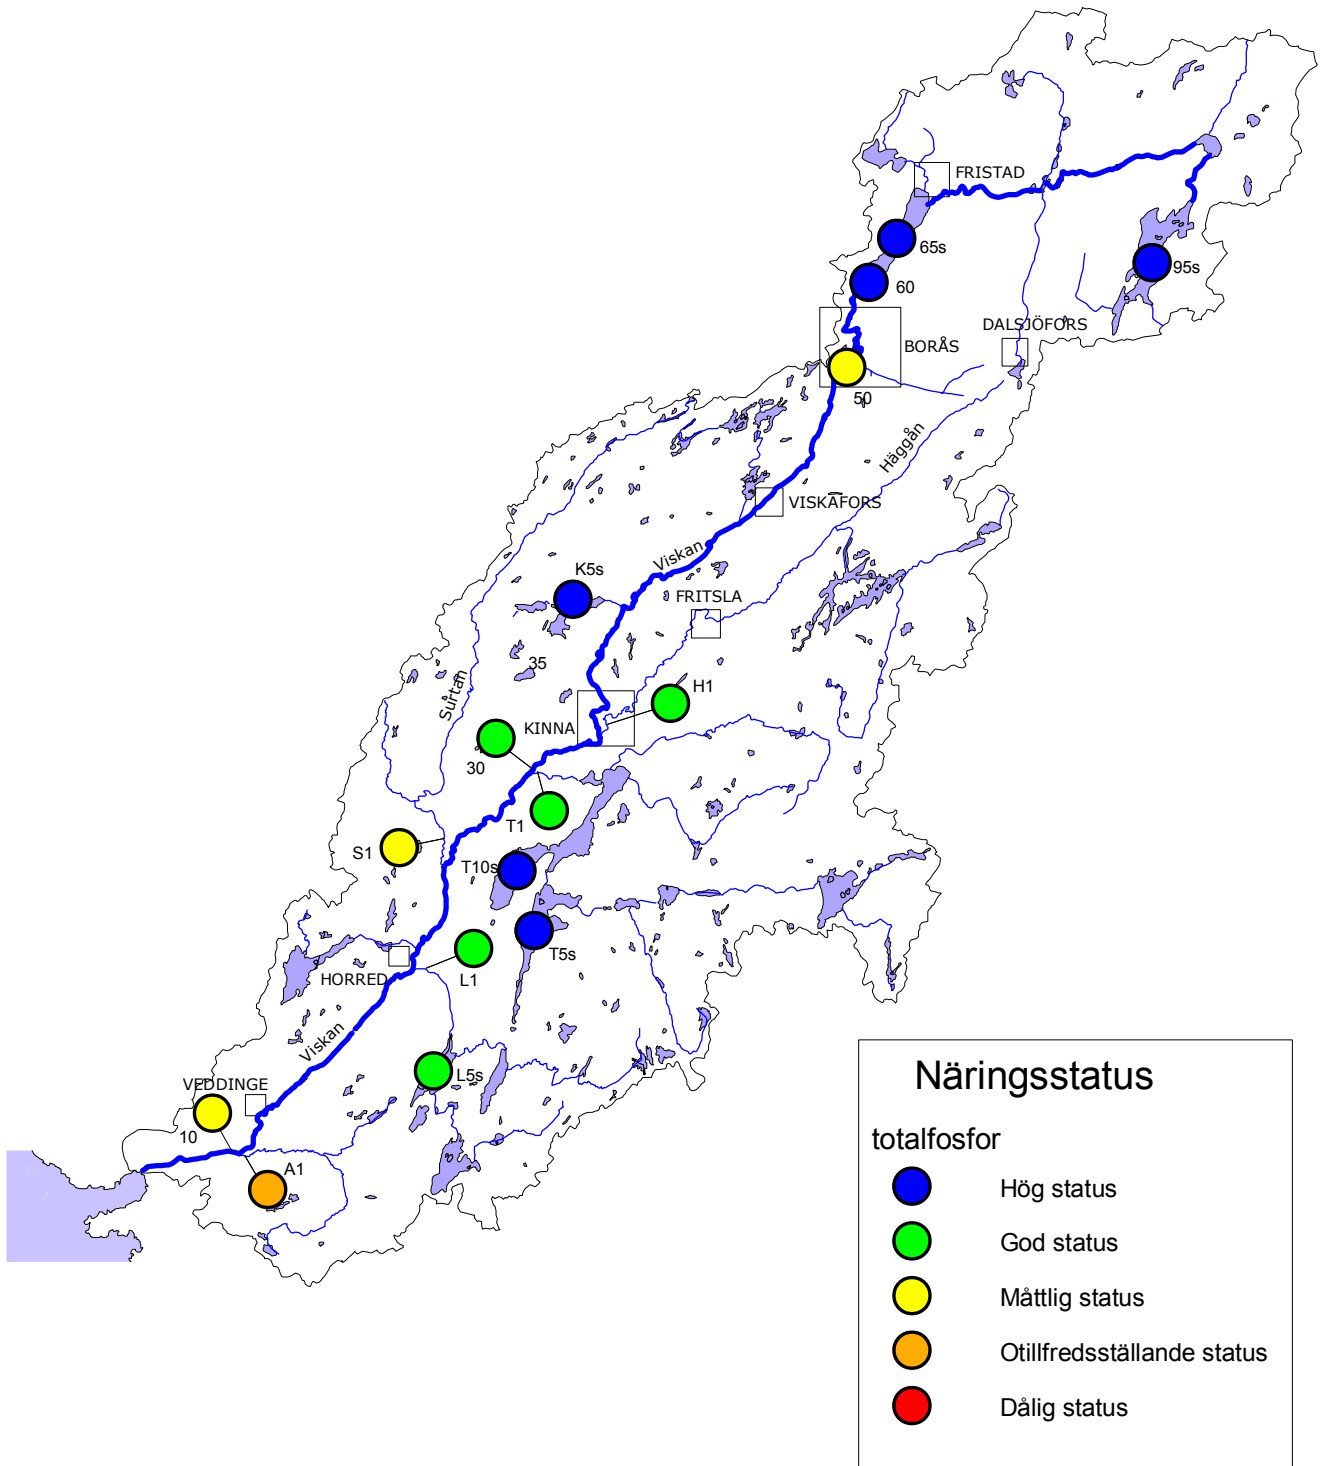 FRISTAD
65s
95s
60
DALSJÖFORS
BORÅS
50
Häggån
VISKAFORS
Viskan
K5s
FRITSLA
35
Surtan
H1
KINNA
30
T1
S1
T10s
T5s
HORRED
L1
Viskan
L5s
VEDDINGE
10
A1
Näringsstatus
totalfosfor
Hög status
God status
Måttlig status
Otillfredsställande status
Dålig status